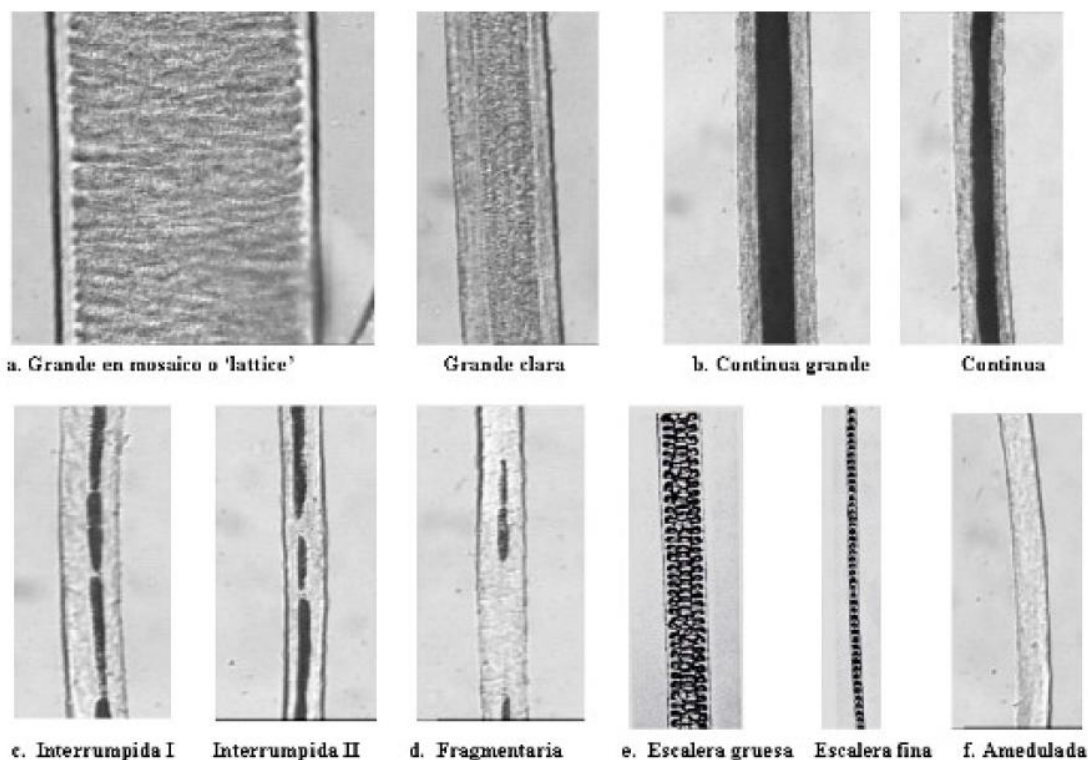 a. Grande en mosaico o 'lattice' Grande clara b. Continua grande Continua
c. Interrumpida I Interrumpida II d. Fragmentaria e. Escalera gruesa Escalera fina f. Amedulada